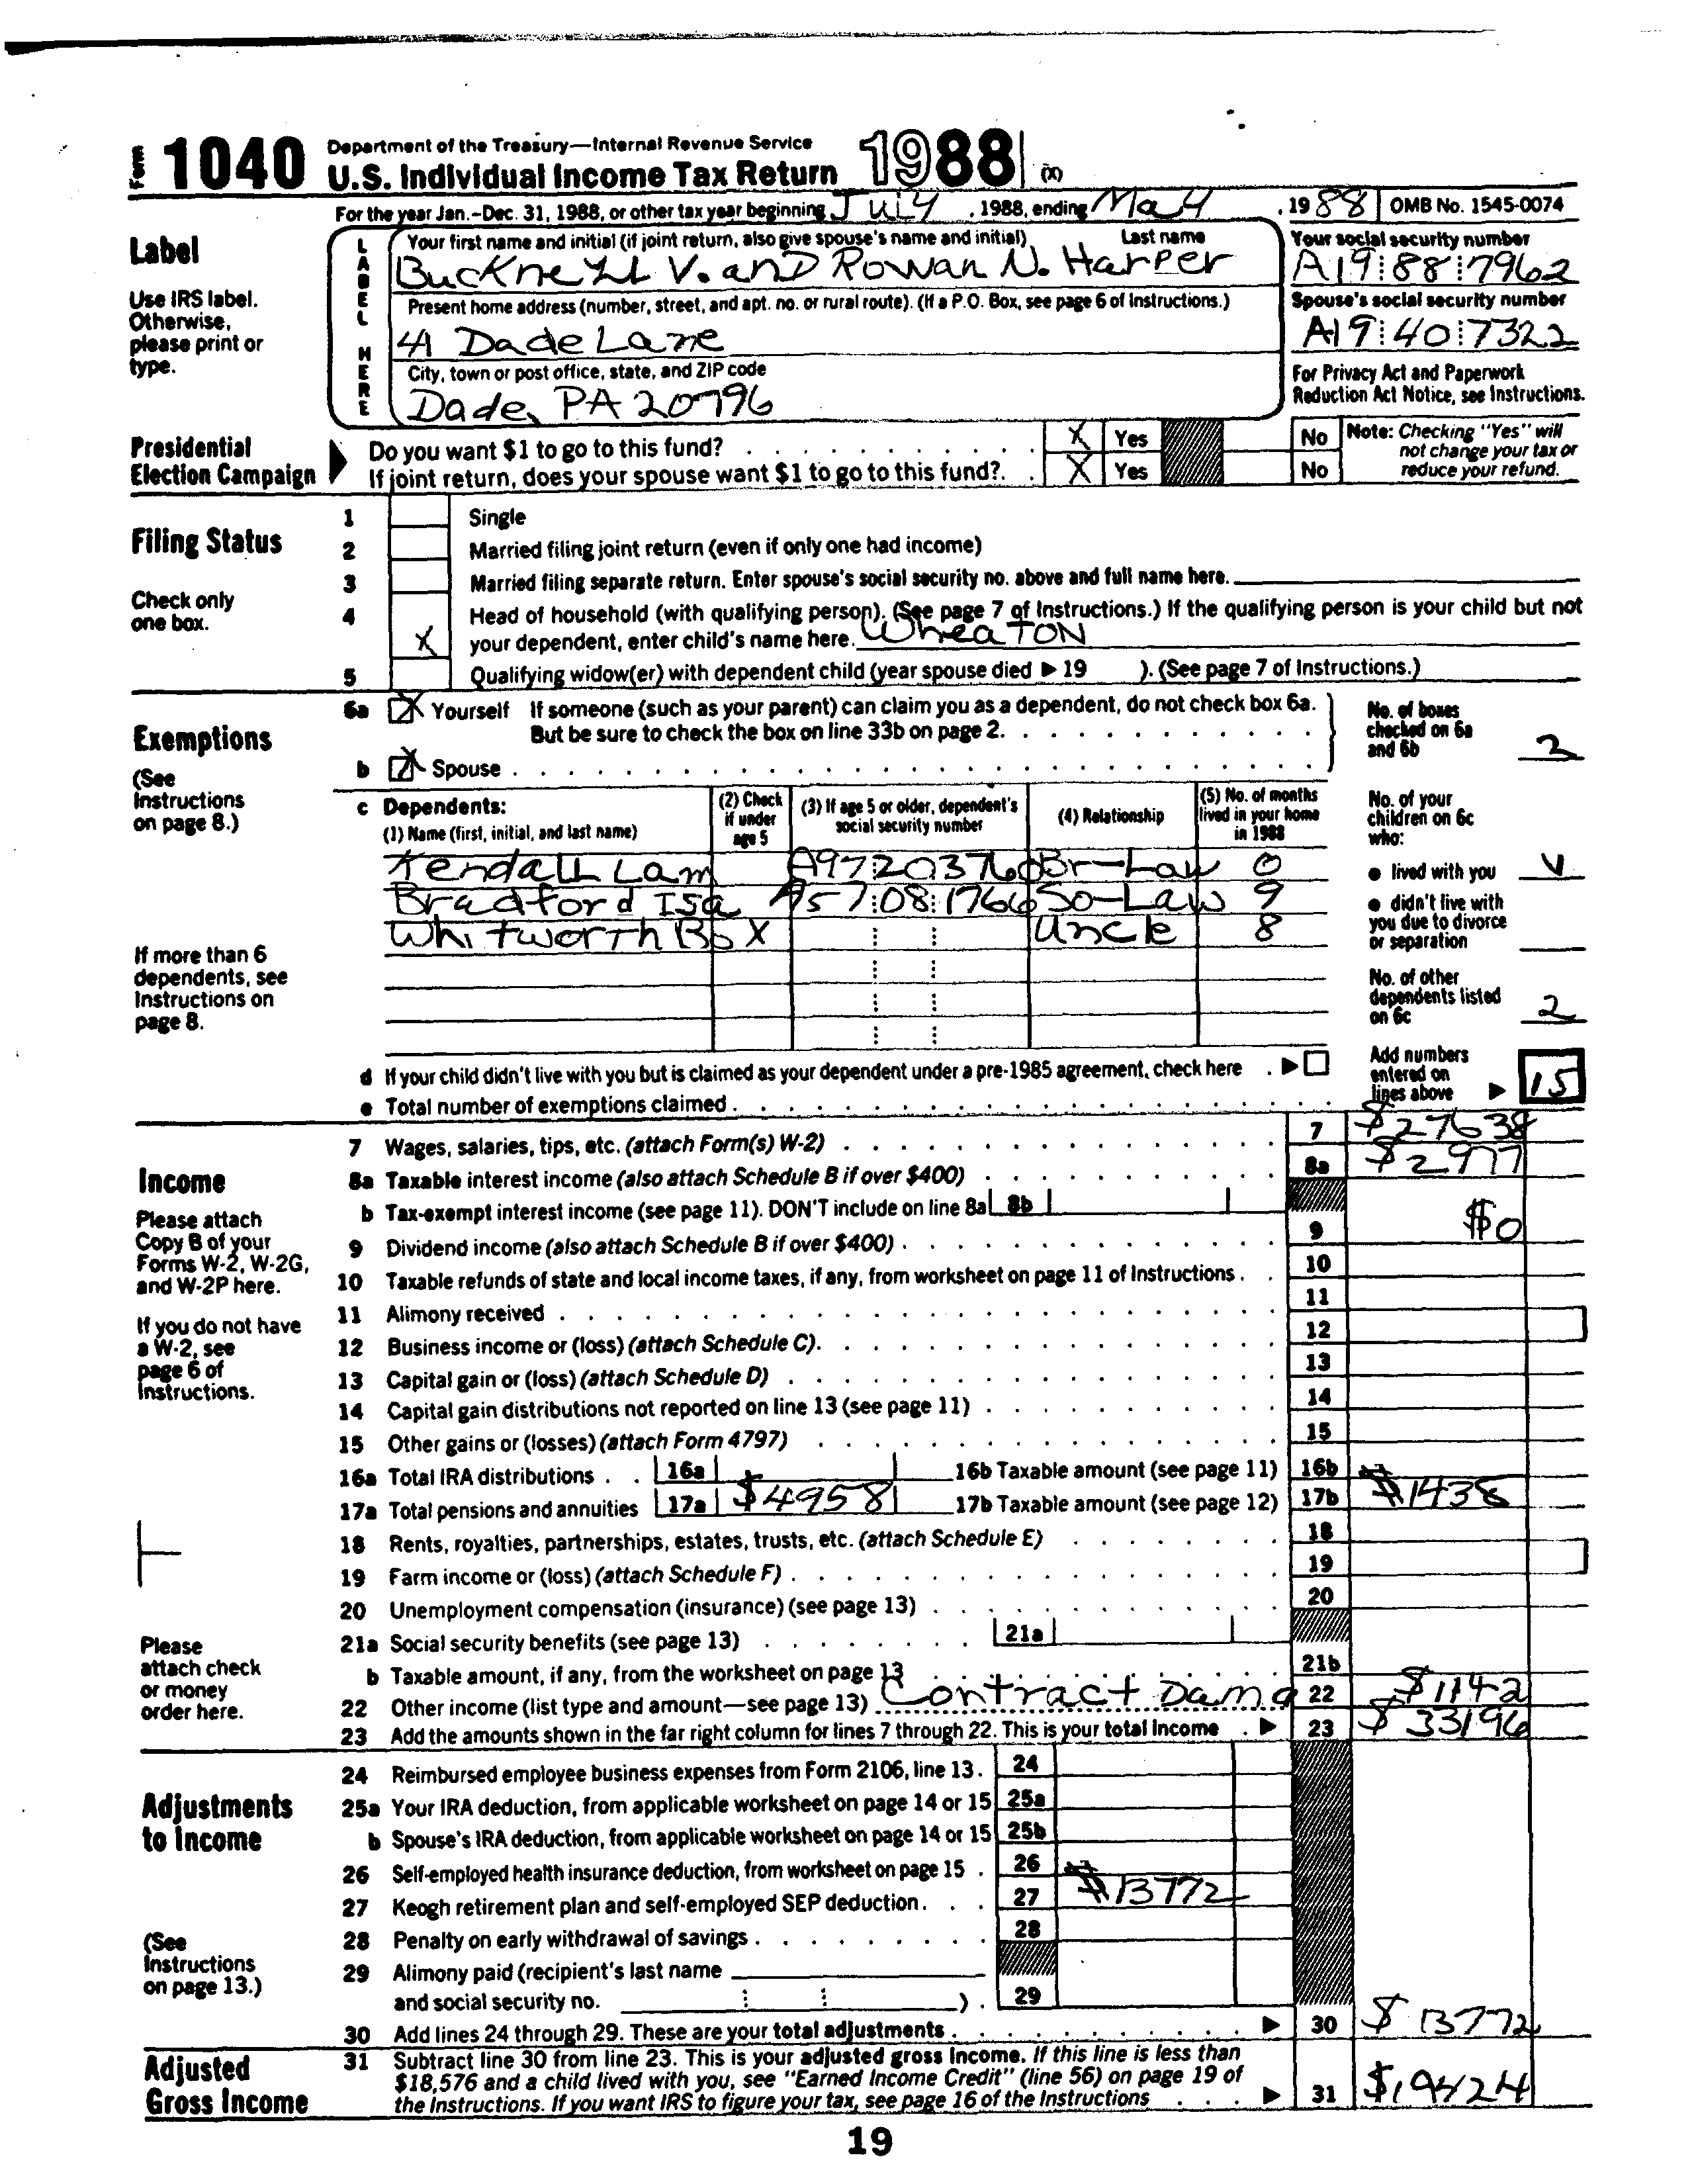 Form 1040 Department of the Treasury—Internal Revenue Service
U.S. Individual Income Tax Return 1988 (X)
For the year Jan.–Dec. 31, 1988, or other tax year beginning JULY , 1988, ending May , 19 88 OMB No. 1545-0074
Label
Use IRS label. Otherwise, please print or type.
LABEL HERE
Your first name and initial (if joint return, also give spouse's name and initial) Last name
V. and Rowan N. Harper
Your social security number
A19 88 7962
Present home address (number, street, and apt. no. or rural route). (If a P.O. Box, see page 6 of Instructions.)
41 Dade Lane
Spouse's social security number
A19 40 7322
City, town or post office, state, and ZIP code
Dade, PA 20796
For Privacy Act and Paperwork Reduction Act Notice, see Instructions.
Presidential Election Campaign
Do you want $1 to go to this fund? X Yes No
If joint return, does your spouse want $1 to go to this fund? X Yes No
Note: Checking "Yes" will not change your tax or reduce your refund.
Filing Status
Check only one box.
1 Single
2 Married filing joint return (even if only one had income)
3 Married filing separate return. Enter spouse's social security no. above and full name here.
4 Head of household (with qualifying person). (See page 7 of Instructions.) If the qualifying person is your child but not
X your dependent, enter child's name here. Wheaton
5 Qualifying widow(er) with dependent child (year spouse died ▶ 19 ). (See page 7 of Instructions.)
Exemptions
(See Instructions on page 8.)
6a X Yourself If someone (such as your parent) can claim you as a dependent, do not check box 6a.
But be sure to check the box on line 33b on page 2.
b X Spouse
No. of boxes checked on 6a and 6b 2
c Dependents:
(1) Name (first, initial, and last name)
(2) Check if under age 5
(3) If age 5 or older, dependent's social security number
(4) Relationship
(5) No. of months lived in your home in 1988
Kendall Lam A97 20 3760 Br-Law 0
Bradford Isa A57 08 1766 So-Law 9
Whitworth Bo X Uncle 8
If more than 6 dependents, see Instructions on page 8.
No. of your children on 6c who:
● lived with you
● didn't live with you due to divorce or separation
No. of other dependents listed on 6c 2
d If your child didn't live with you but is claimed as your dependent under a pre-1985 agreement, check here ▶
e Total number of exemptions claimed
Add numbers entered on lines above ▶ 15
Income
Please attach Copy B of your Forms W-2, W-2G, and W-2P here.
If you do not have a W-2, see page 6 of Instructions.
Please attach check or money order here.
7 Wages, salaries, tips, etc. (attach Form(s) W-2) 7 $27638
8a Taxable interest income (also attach Schedule B if over $400) 8a $2977
b Tax-exempt interest income (see page 11). DON'T include on line 8a 8b
9 Dividend income (also attach Schedule B if over $400) 9 $0
10 Taxable refunds of state and local income taxes, if any, from worksheet on page 11 of Instructions 10
11 Alimony received 11
12 Business income or (loss) (attach Schedule C) 12
13 Capital gain or (loss) (attach Schedule D) 13
14 Capital gain distributions not reported on line 13 (see page 11) 14
15 Other gains or (losses) (attach Form 4797) 15
16a Total IRA distributions 16a 16b Taxable amount (see page 11) 16b
17a Total pensions and annuities 17a $4958 17b Taxable amount (see page 12) 17b $1438
18 Rents, royalties, partnerships, estates, trusts, etc. (attach Schedule E) 18
19 Farm income or (loss) (attach Schedule F) 19
20 Unemployment compensation (insurance) (see page 13) 20
21a Social security benefits (see page 13) 21a
b Taxable amount, if any, from the worksheet on page 13 21b
22 Other income (list type and amount—see page 13) Contract Damg 22 $1142
23 Add the amounts shown in the far right column for lines 7 through 22. This is your total income ▶ 23 $33196
Adjustments to Income
(See Instructions on page 13.)
24 Reimbursed employee business expenses from Form 2106, line 13. 24
25a Your IRA deduction, from applicable worksheet on page 14 or 15 25a
b Spouse's IRA deduction, from applicable worksheet on page 14 or 15 25b
26 Self-employed health insurance deduction, from worksheet on page 15 26
27 Keogh retirement plan and self-employed SEP deduction 27 $13772
28 Penalty on early withdrawal of savings 28
29 Alimony paid (recipient's last name
and social security no. ) 29
30 Add lines 24 through 29. These are your total adjustments ▶ 30 $13772
Adjusted Gross Income
31 Subtract line 30 from line 23. This is your adjusted gross income. If this line is less than
$18,576 and a child lived with you, see "Earned Income Credit" (line 56) on page 19 of
the Instructions. If you want IRS to figure your tax, see page 16 of the Instructions ▶ 31 $19424
19